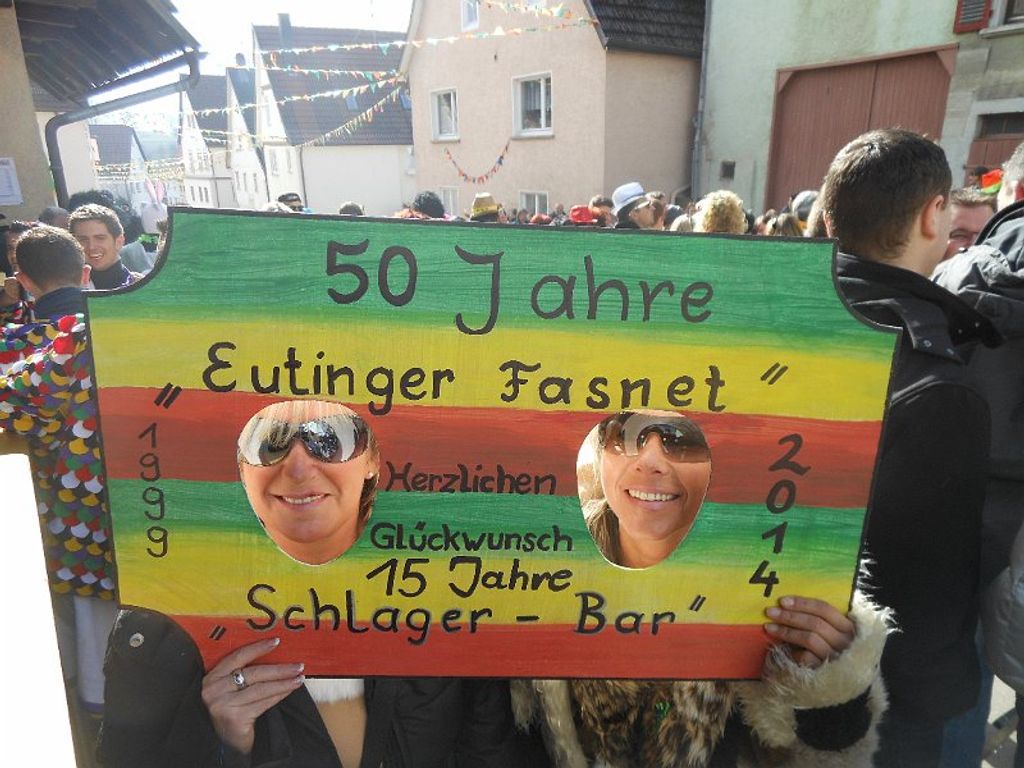 50 Jahre
Eutinger Fasnet "
"
1999
Herzlichen
Glückwunsch
15 Jahre
2014
"Schlager - Bar"